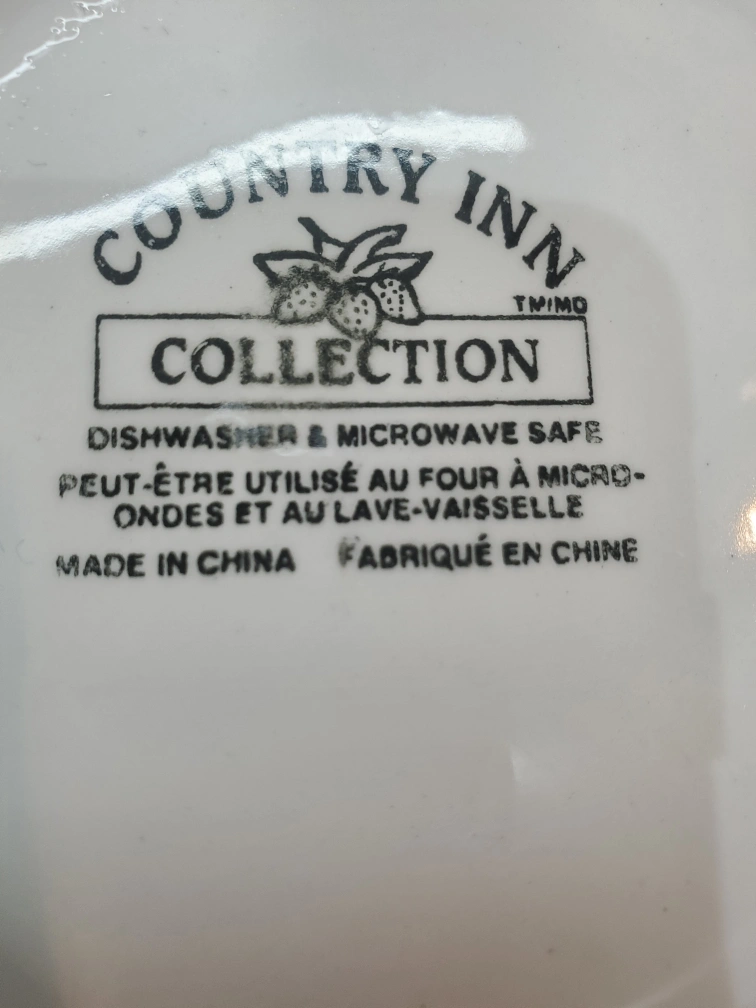 COUNTRY INN
TM/MD
COLLECTION
DISHWASHER & MICROWAVE SAFE
PEUT-ÊTRE UTILISÉ AU FOUR À MICRO-
ONDES ET AU LAVE-VAISSELLE
MADE IN CHINA FABRIQUÉ EN CHINE